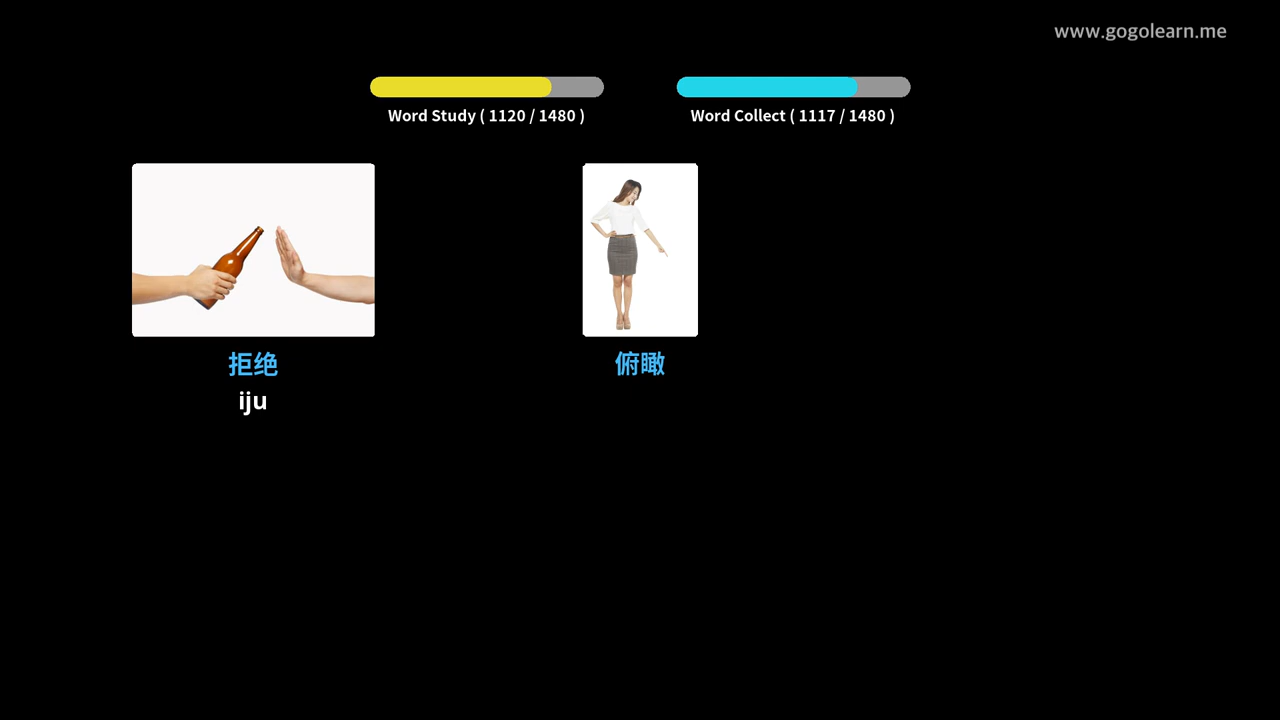 www.gogolearn.me
Word Study ( 1120 / 1480 )
Word Collect ( 1117 / 1480 )
拒绝
iju
俯瞰